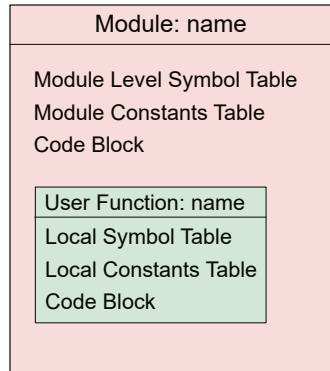 Module: name
Module Level Symbol Table
Module Constants Table
Code Block
User Function: name
Local Symbol Table
Local Constants Table
Code Block